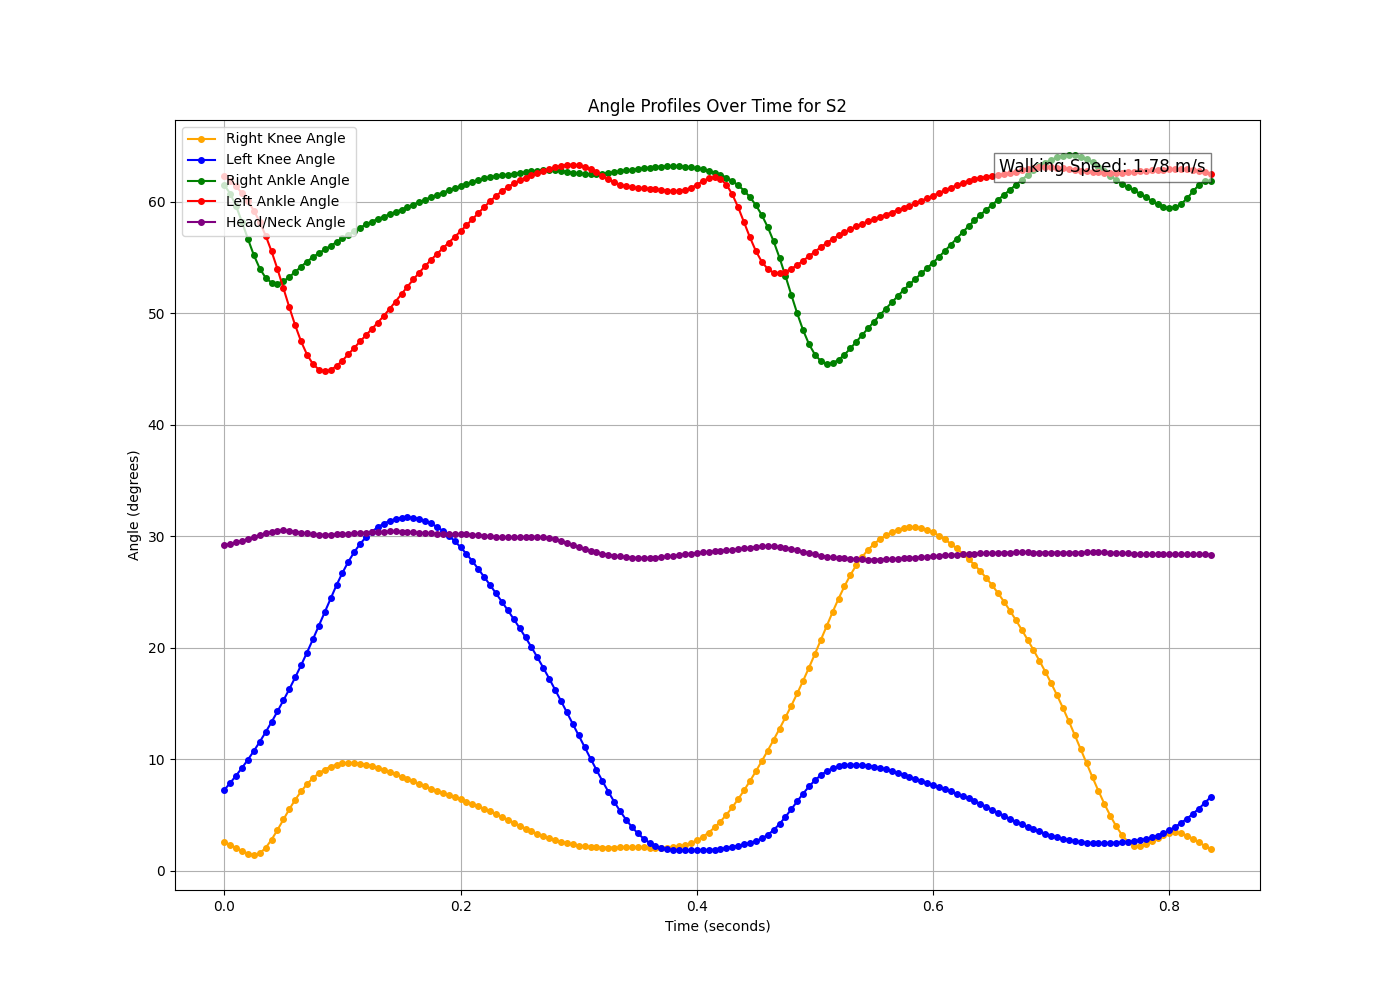 Angle Profiles Over Time for S2
Right Knee Angle
Left Knee Angle
Right Ankle Angle
Left Ankle Angle
Head/Neck Angle
Walking Speed: 1.78 m/s
Angle (degrees)
60
50
40
30
20
10
0
0.0
0.2
0.4
0.6
0.8
Time (seconds)